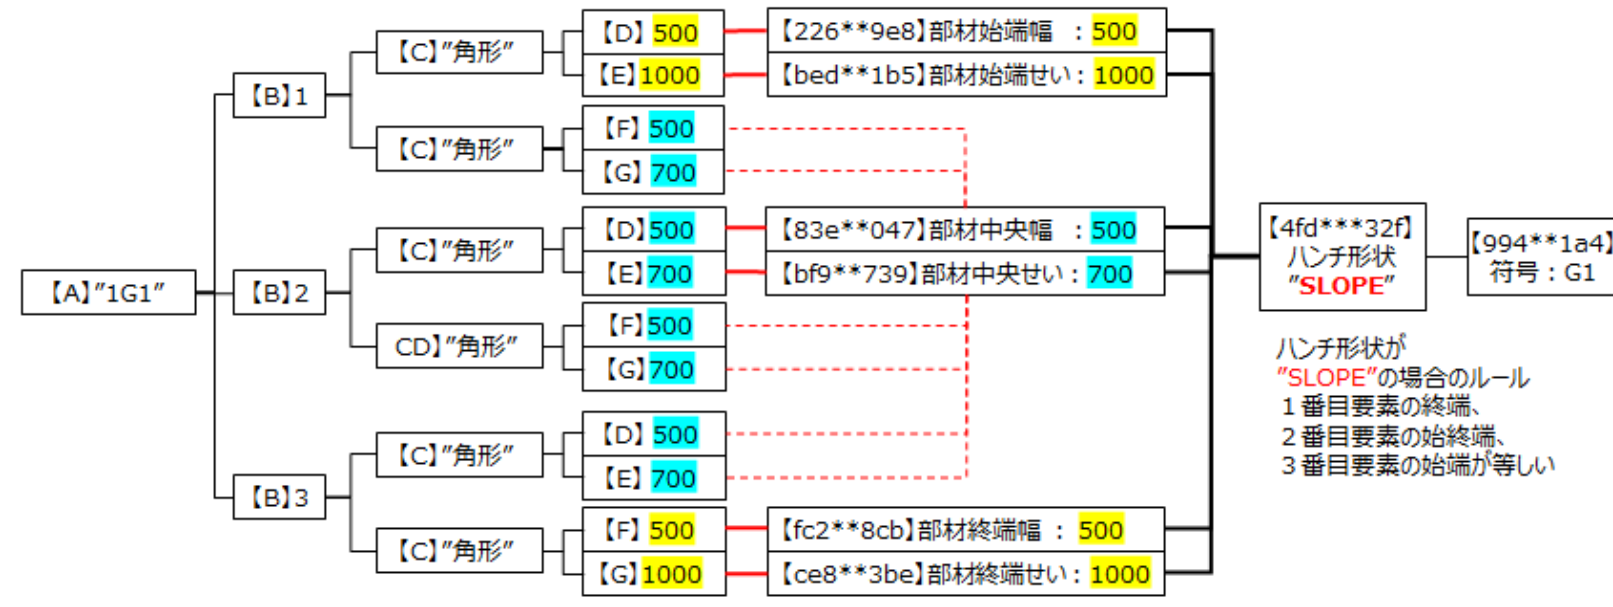 【A】"1G1"
【B】1
【C】"角形"
【D】500
【E】1000
【C】"角形"
【F】500
【G】700
【B】2
【C】"角形"
【D】500
【E】700
CD】"角形"
【F】500
【G】700
【B】3
【C】"角形"
【D】500
【E】700
【C】"角形"
【F】500
【G】1000
【226**9e8】部材始端幅 : 500
【bed**1b5】部材始端せい : 1000
【83e**047】部材中央幅 : 500
【bf9**739】部材中央せい : 700
【fc2**8cb】部材終端幅 : 500
【ce8**3be】部材終端せい : 1000
【4fd***32f】
ハンチ形状
"SLOPE"
【994**1a4】
符号:G1
ハンチ形状が
"SLOPE"の場合のルール
1番目要素の終端、
2番目要素の始終端、
3番目要素の始端が等しい